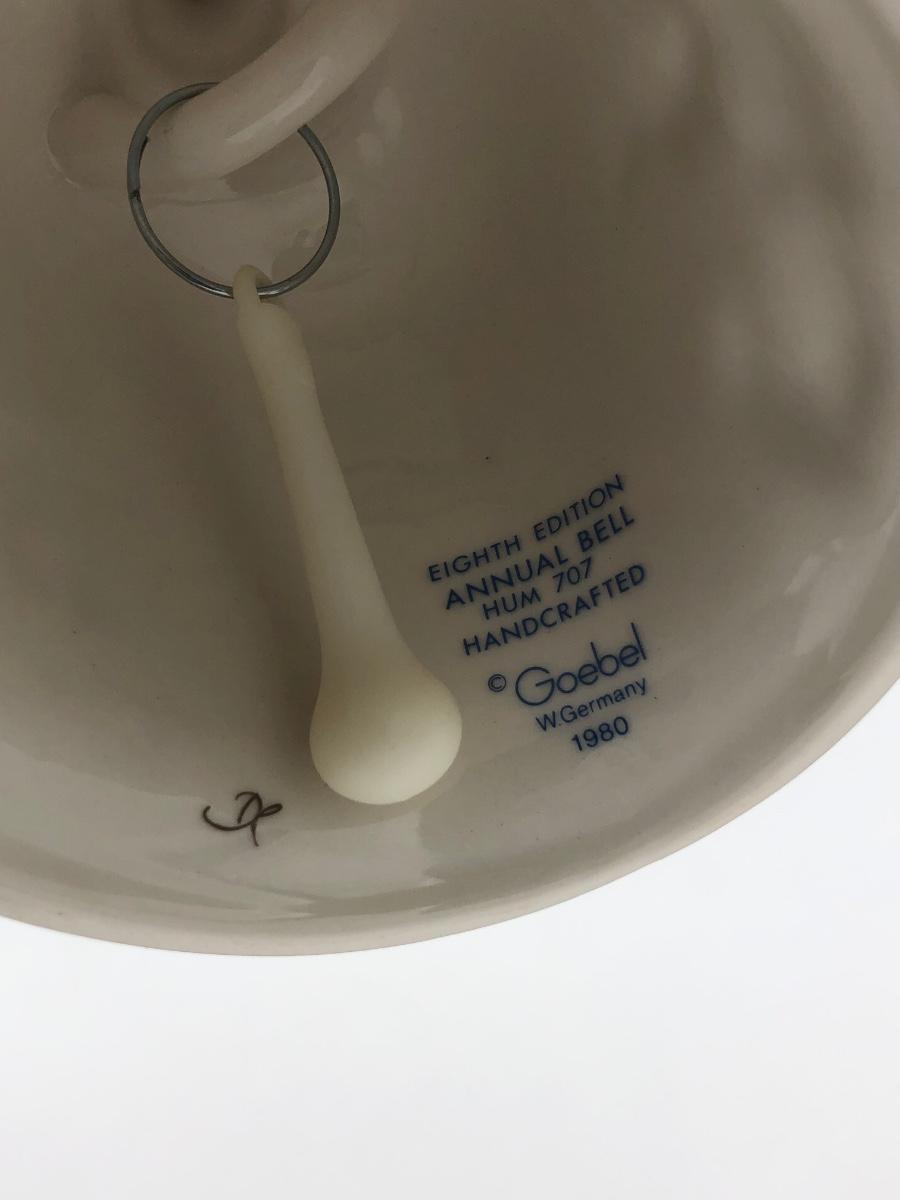 EIGHTH EDITION
ANNUAL BELL
HUM 707
HANDCRAFTED
© Goebel
W.Germany
1980